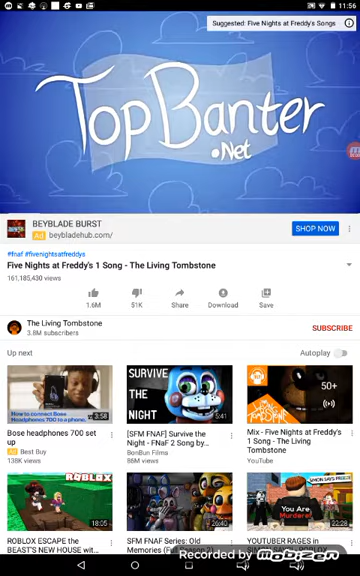 11:56
Suggested: Five Nights at Freddy's Songs
TopBanter
.Net
BEYBLADE BURST
Ad beybladehub.com/
SHOP NOW
#fnaf #fivenightsatfreddys
Five Nights at Freddy's 1 Song - The Living Tombstone
161,185,430 views
1.6M
51K
Share
Download
Save
The Living Tombstone
3.8M subscribers
SUBSCRIBE
Up next
Autoplay
How to connect Bose
Headphones 700 to a phone,
3:58
Bose headphones 700 set
up
Ad Best Buy
138K views
SURVIVE
THE
NIGHT
5:41
[SFM FNAF] Survive the
Night - FNaF 2 Song by...
BonBun Films
86M views
50+
Mix - Five Nights at Freddy's
1 Song - The Living
Tombstone
YouTube
ROBLOX
18:05
ROBLOX ESCAPE the
BEAST'S NEW HOUSE wit...
26:40
SFM FNAF Series: Old
SIMON SAYS
You Are
Murderer
22:28
YOUTUBER RAGES in
Recorded by mobizen